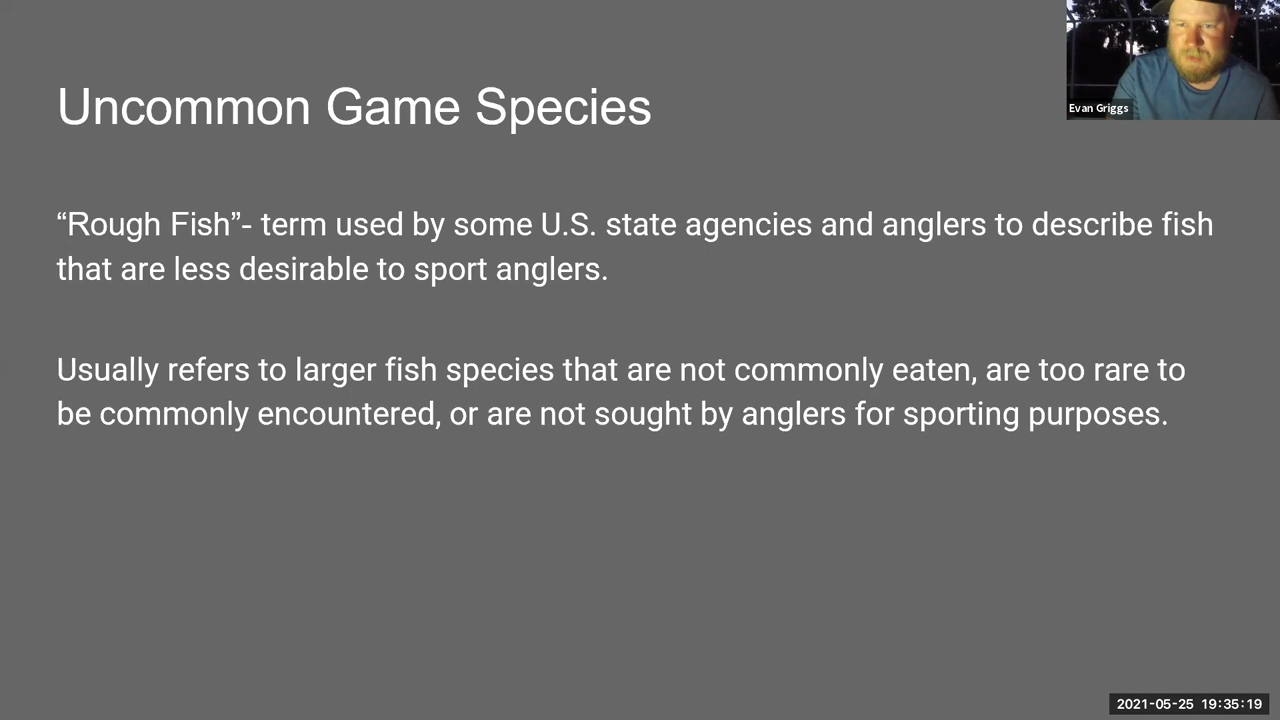 Uncommon Game Species
Evan Griggs
“Rough Fish”- term used by some U.S. state agencies and anglers to describe fish
that are less desirable to sport anglers.
Usually refers to larger fish species that are not commonly eaten, are too rare to
be commonly encountered, or are not sought by anglers for sporting purposes.
2021-05-25 19:35:19